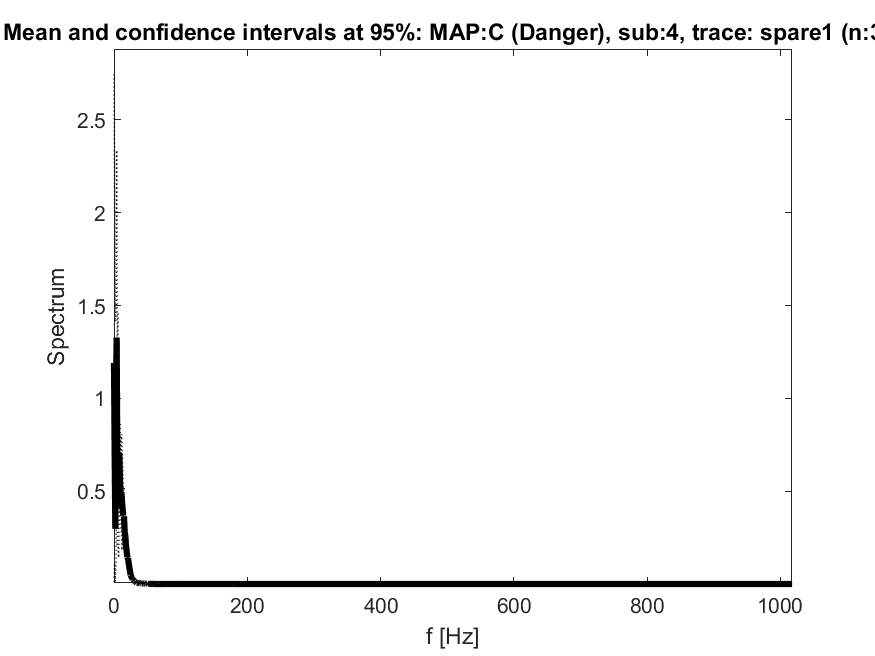 Mean and confidence intervals at 95%: MAP:C (Danger), sub:4, trace: spare1 (n:3
2.5
2
1.5
1
0.5
Spectrum
0 200 400 600 800 1000
f [Hz]